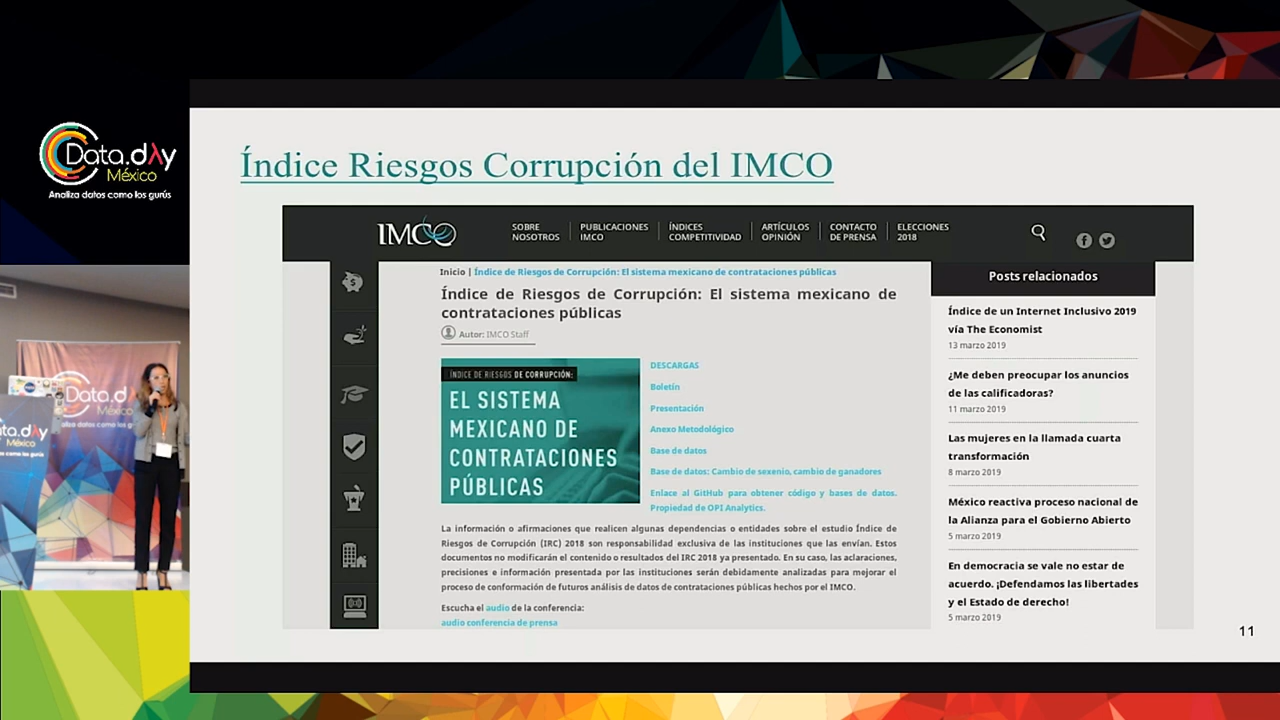 Data.dAy
México
Analiza datos como los gurús
Índice Riesgos Corrupción del IMCO
IMCO
SOBRE NOSOTROS
PUBLICACIONES IMCO
ÍNDICES COMPETITIVIDAD
ARTÍCULOS OPINIÓN
CONTACTO DE PRENSA
ELECCIONES 2018
Inicio | Índice de Riesgos de Corrupción: El sistema mexicano de contrataciones públicas
Índice de Riesgos de Corrupción: El sistema mexicano de
contrataciones públicas
Autor: IMCO Staff
ÍNDICE DE RIESGOS DE CORRUPCIÓN:
EL SISTEMA
MEXICANO DE
CONTRATACIONES
PÚBLICAS
DESCARGAS
Boletín
Presentación
Anexo Metodológico
Base de datos
Base de datos: Cambio de sexenio, cambio de ganadores
Enlace al GitHub para obtener código y bases de datos.
Propiedad de OPI Analytics.
La información o afirmaciones que realicen algunas dependencias o entidades sobre el estudio Índice de
Riesgos de Corrupción (IRC) 2018 son responsabilidad exclusiva de las instituciones que las envían. Estos
documentos no modificarán el contenido o resultados del IRC 2018 ya presentado. En su caso, las aclaraciones,
precisiones e información presentada por las instituciones serán debidamente analizadas para mejorar el
proceso de conformación de futuros análisis de datos de contrataciones públicas hechos por el IMCO.
Escucha el audio de la conferencia:
audio conferencia de prensa
Posts relacionados
Índice de un Internet Inclusivo 2019
vía The Economist
13 marzo 2019
¿Me deben preocupar los anuncios
de las calificadoras?
11 marzo 2019
Las mujeres en la llamada cuarta
transformación
8 marzo 2019
México reactiva proceso nacional de
la Alianza para el Gobierno Abierto
5 marzo 2019
En democracia se vale no estar de
acuerdo. ¡Defendamos las libertades
y el Estado de derecho!
5 marzo 2019
11
Data.d
México
ta.dAy
México